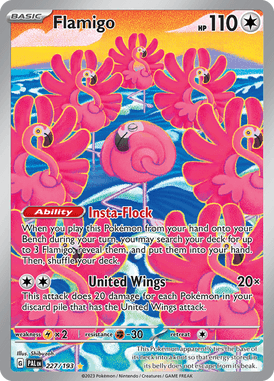 BASIC
Flamigo
HP 110
Ability Insta-Flock
When you play this Pokémon from your hand onto your
Bench during your turn, you may search your deck for up
to 3 Flamigo, reveal them, and put them into your hand.
Then, shuffle your deck.
United Wings 20×
This attack does 20 damage for each Pokémon in your
discard pile that has the United Wings attack.
weakness × 2 resistance -30 retreat
Illus. Shibuzoh.
G PAL EN 227/193
©2023 Pokémon / Nintendo / Creatures / GAME FREAK